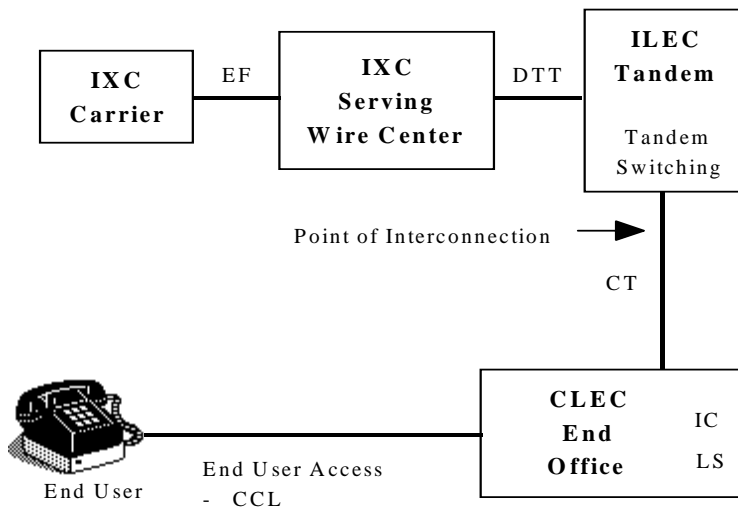 IXC
Carrier
EF
IXC
Serving
Wire Center
DTT
ILEC
Tandem
Tandem
Switching
Point of Interconnection
CT
CLEC
End
Office
IC
LS
End User
End User Access
- CCL